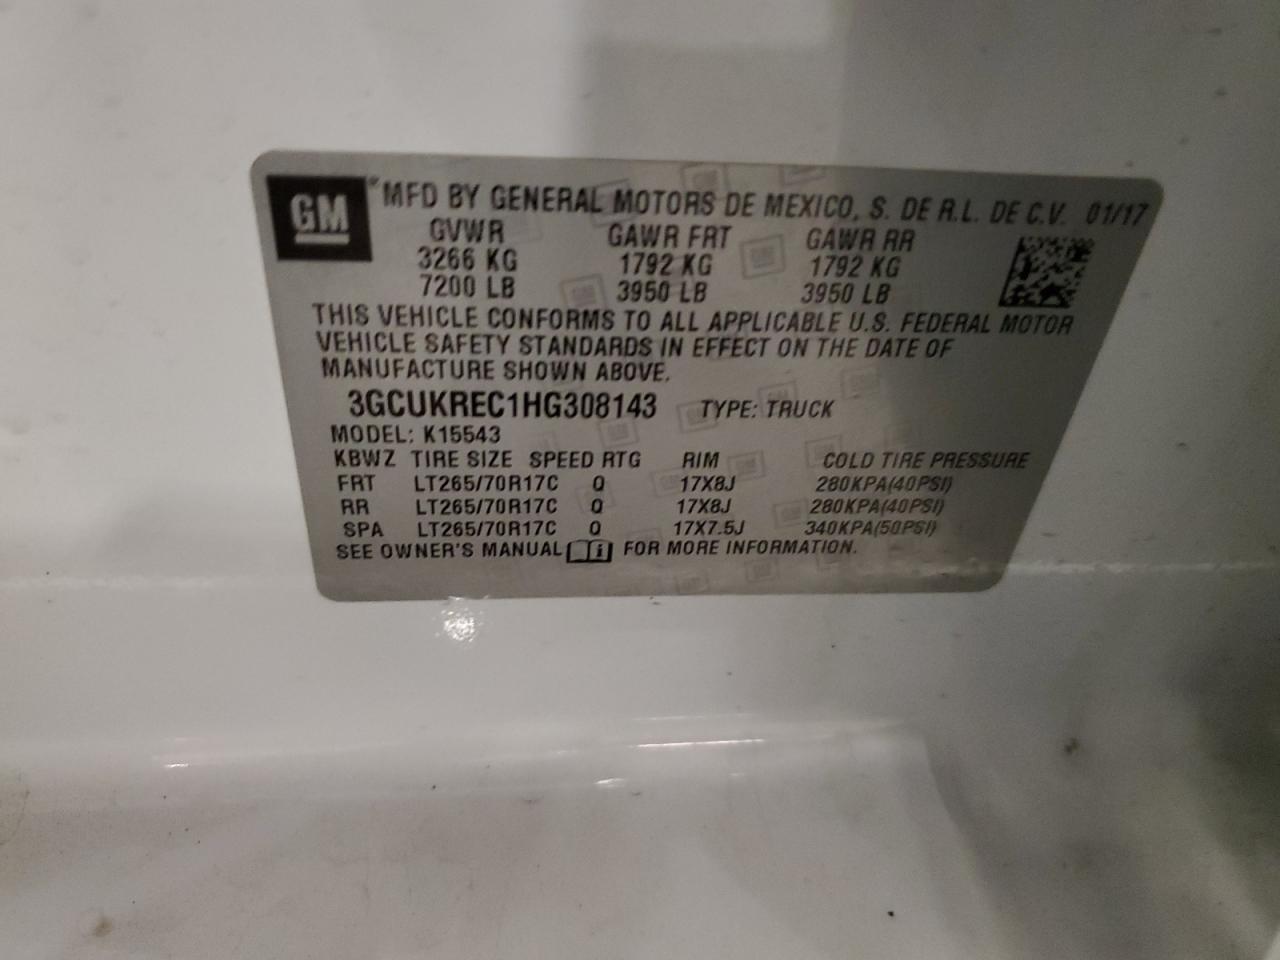 GM ® MFD BY GENERAL MOTORS DE MEXICO, S. DE R.L. DE C.V. 01/17
GVWR GAWR FRT GAWR RR
3266 KG 1792 KG 1792 KG
7200 LB 3950 LB 3950 LB
THIS VEHICLE CONFORMS TO ALL APPLICABLE U.S. FEDERAL MOTOR
VEHICLE SAFETY STANDARDS IN EFFECT ON THE DATE OF
MANUFACTURE SHOWN ABOVE.
3GCUKREC1HG308143 TYPE: TRUCK
MODEL: K15543
KBWZ TIRE SIZE SPEED RTG RIM COLD TIRE PRESSURE
FRT LT265/70R17C Q 17X8J 280KPA(40PSI)
RR LT265/70R17C Q 17X8J 280KPA(40PSI)
SPA LT265/70R17C Q 17X7.5J 340KPA(50PSI)
SEE OWNER'S MANUAL i FOR MORE INFORMATION.